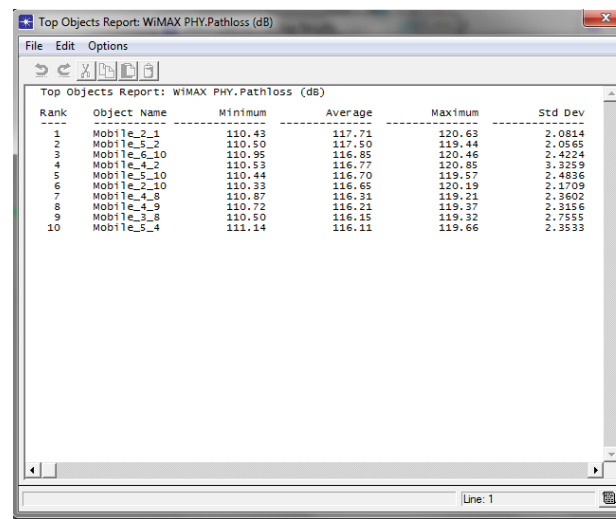 Top Objects Report: WiMAX PHY.Pathloss (dB)
File Edit Options
Top Objects Report: WiMAX PHY.Pathloss (dB)
Rank Object Name Minimum Average Maximum Std Dev
---- ----------- ------- ------- ------- -------
1 Mobile_2_1 110.43 117.71 120.63 2.0814
2 Mobile_5_2 110.50 117.50 119.44 2.0565
3 Mobile_6_10 110.95 116.85 120.46 2.4224
4 Mobile_4_2 110.53 116.77 120.85 3.3259
5 Mobile_5_10 110.44 116.70 119.57 2.4836
6 Mobile_2_10 110.33 116.65 120.19 2.1709
7 Mobile_4_8 110.87 116.31 119.21 2.3602
8 Mobile_4_9 110.72 116.21 119.37 2.3156
9 Mobile_3_8 110.50 116.15 119.32 2.7555
10 Mobile_5_4 111.14 116.11 119.66 2.3533
Line: 1